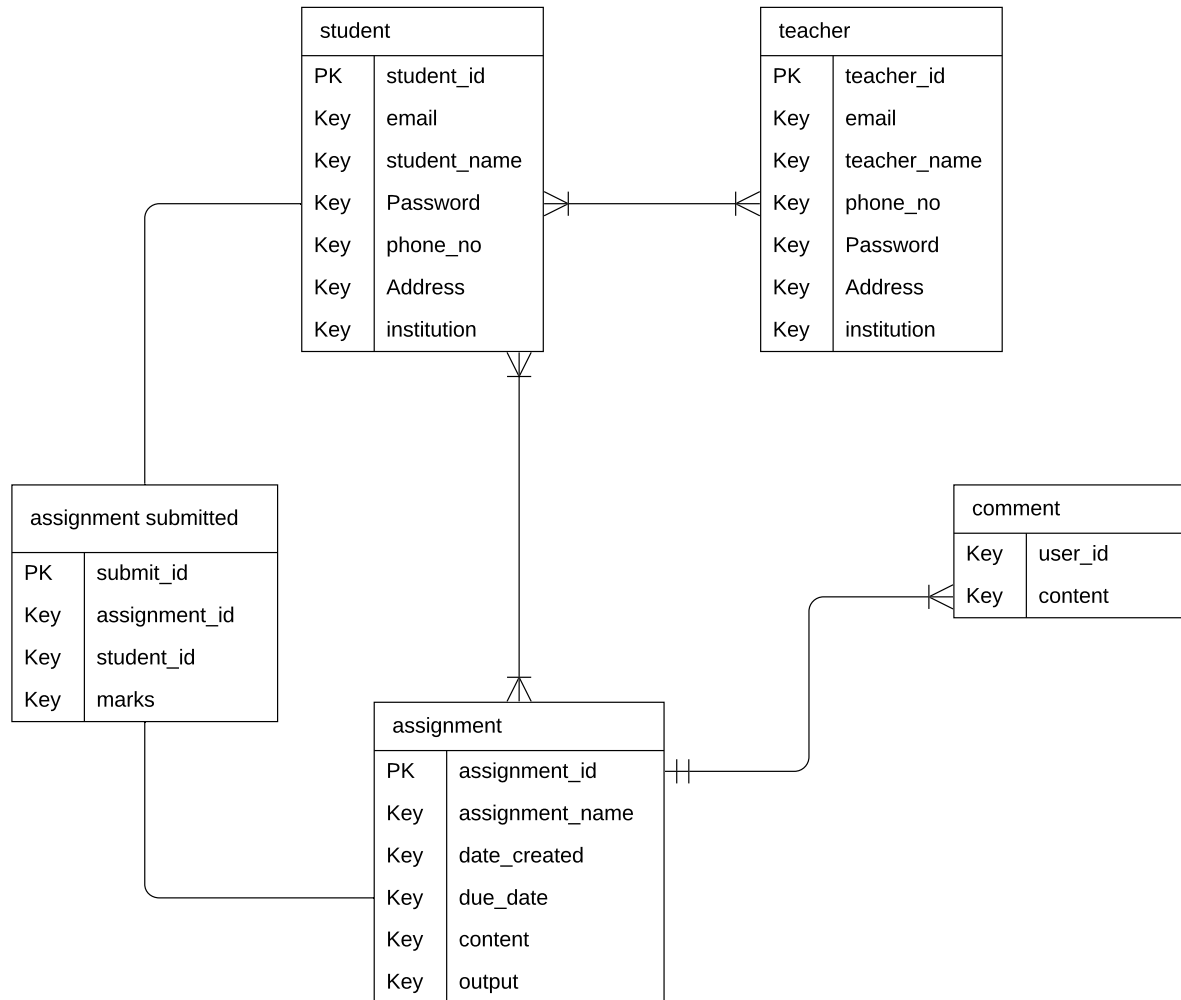 student
PK student_id
Key email
Key student_name
Key Password
Key phone_no
Key Address
Key institution
teacher
PK teacher_id
Key email
Key teacher_name
Key phone_no
Key Password
Key Address
Key institution
assignment submitted
PK submit_id
Key assignment_id
Key student_id
Key marks
comment
Key user_id
Key content
assignment
PK assignment_id
Key assignment_name
Key date_created
Key due_date
Key content
Key output